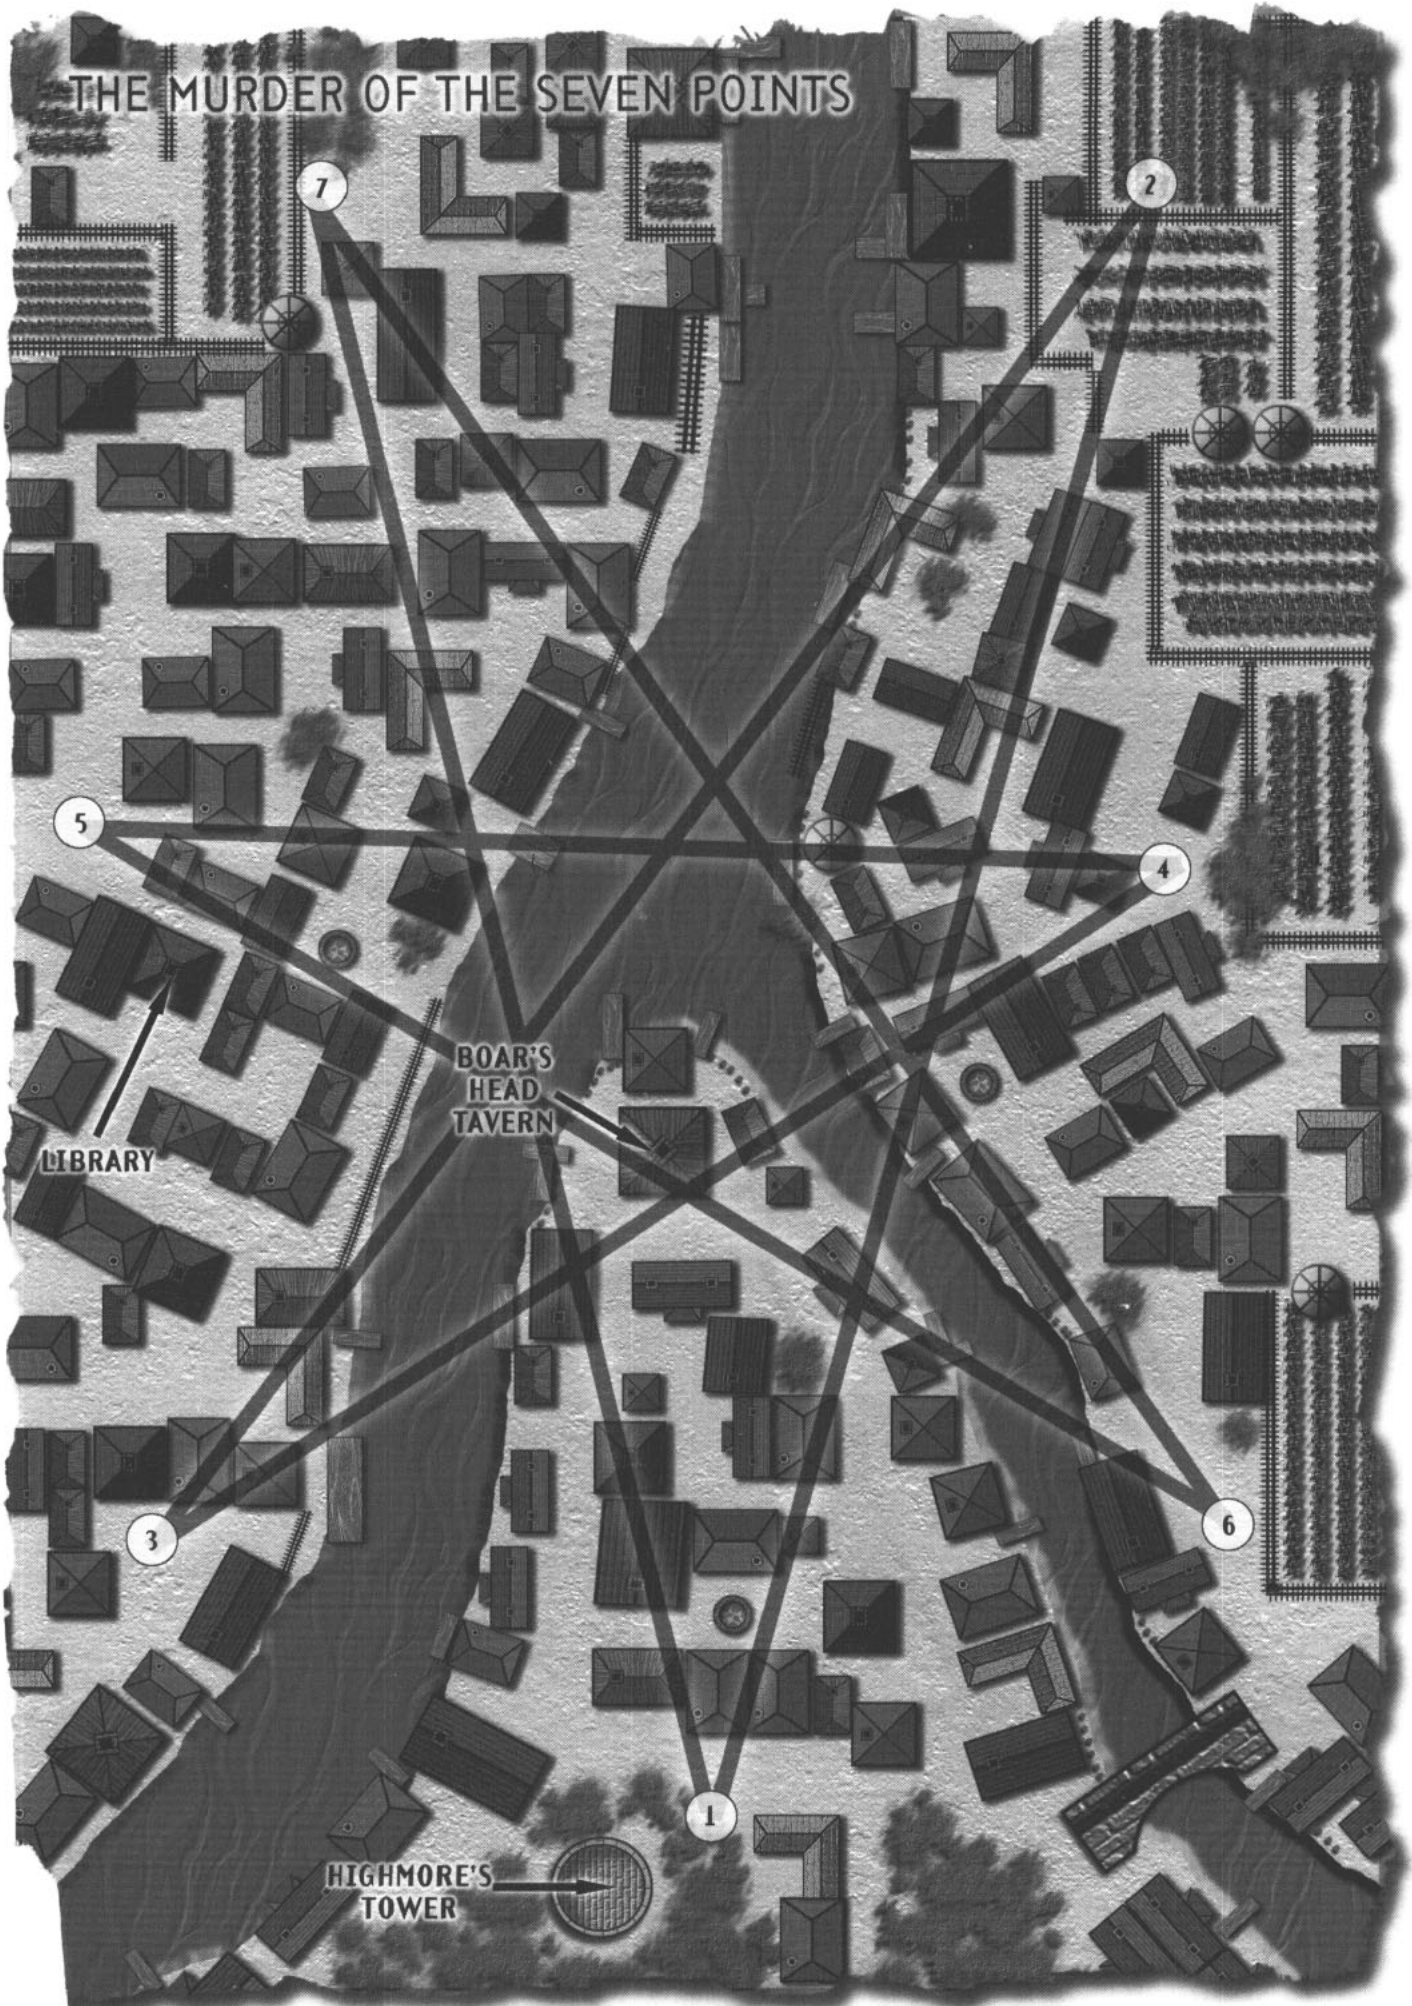 THE MURDER OF THE SEVEN POINTS
7
2
5
4
BOAR'S
HEAD
TAVERN
LIBRARY
3
6
1
HIGHMORE'S
TOWER